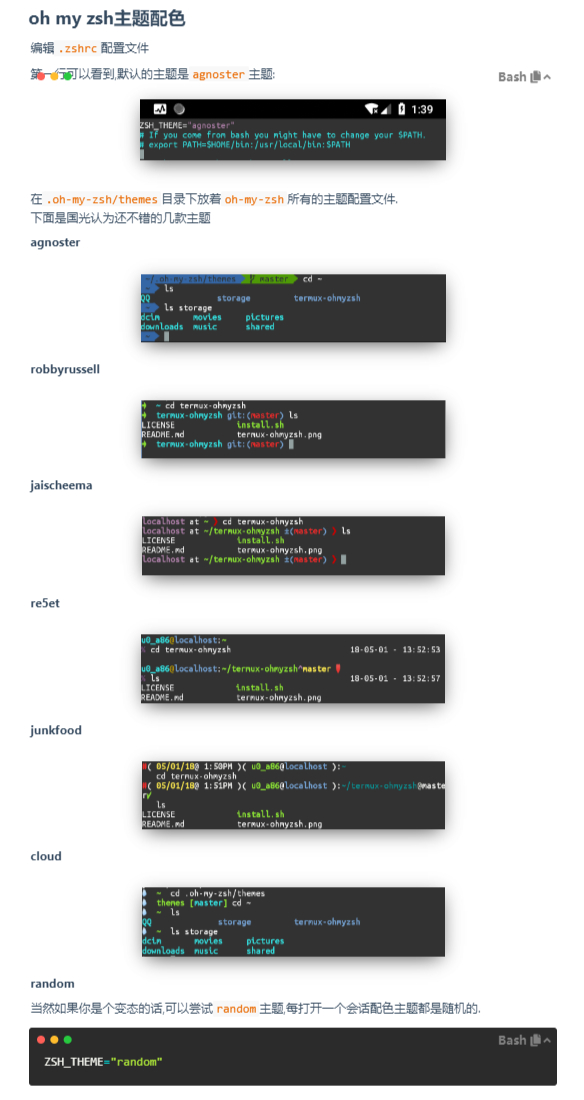 oh my zsh主题配色
编辑 .zshrc 配置文件
第一行可以看到,默认的主题是 agnoster 主题:
Bash
1:39
ZSH_THEME="agnoster"
# If you come from bash you might have to change your $PATH.
# export PATH=$HOME/bin:/usr/local/bin:$PATH
在 .oh-my-zsh/themes 目录下放着 oh-my-zsh 所有的主题配置文件.
下面是国光认为还不错的几款主题
agnoster
~/.oh-my-zsh/themes master cd ~
~ ls
QQ storage termux-ohmyzsh
~ ls storage
dcim movies pictures
downloads music shared
~
robbyrussell
➜ ~ cd termux-ohmyzsh
➜ termux-ohmyzsh git:(master) ls
LICENSE install.sh
README.md termux-ohmyzsh.png
➜ termux-ohmyzsh git:(master)
jaischeema
localhost at ~ ❯ cd termux-ohmyzsh
localhost at ~/termux-ohmyzsh ±(master) ❯ ls
LICENSE install.sh
README.md termux-ohmyzsh.png
localhost at ~/termux-ohmyzsh ±(master) ❯
re5et
u0_a86@localhost:~
% cd termux-ohmyzsh 18-05-01 - 13:52:53
u0_a86@localhost:~/termux-ohmyzsh^master
% ls 18-05-01 - 13:52:57
LICENSE install.sh
README.md termux-ohmyzsh.png
junkfood
#( 05/01/18@ 1:50PM )( u0_a86@localhost ):~
cd termux-ohmyzsh
#( 05/01/18@ 1:51PM )( u0_a86@localhost ):~/termux-ohmyzsh@maste
r✓
ls
LICENSE install.sh
README.md termux-ohmyzsh.png
cloud
~ cd .oh-my-zsh/themes
themes [master] cd ~
~ ls
QQ storage termux-ohmyzsh
~ ls storage
dcim movies pictures
downloads music shared
random
当然如果你是个变态的话,可以尝试 random 主题,每打开一个会话配色主题都是随机的.
Bash
ZSH_THEME="random"